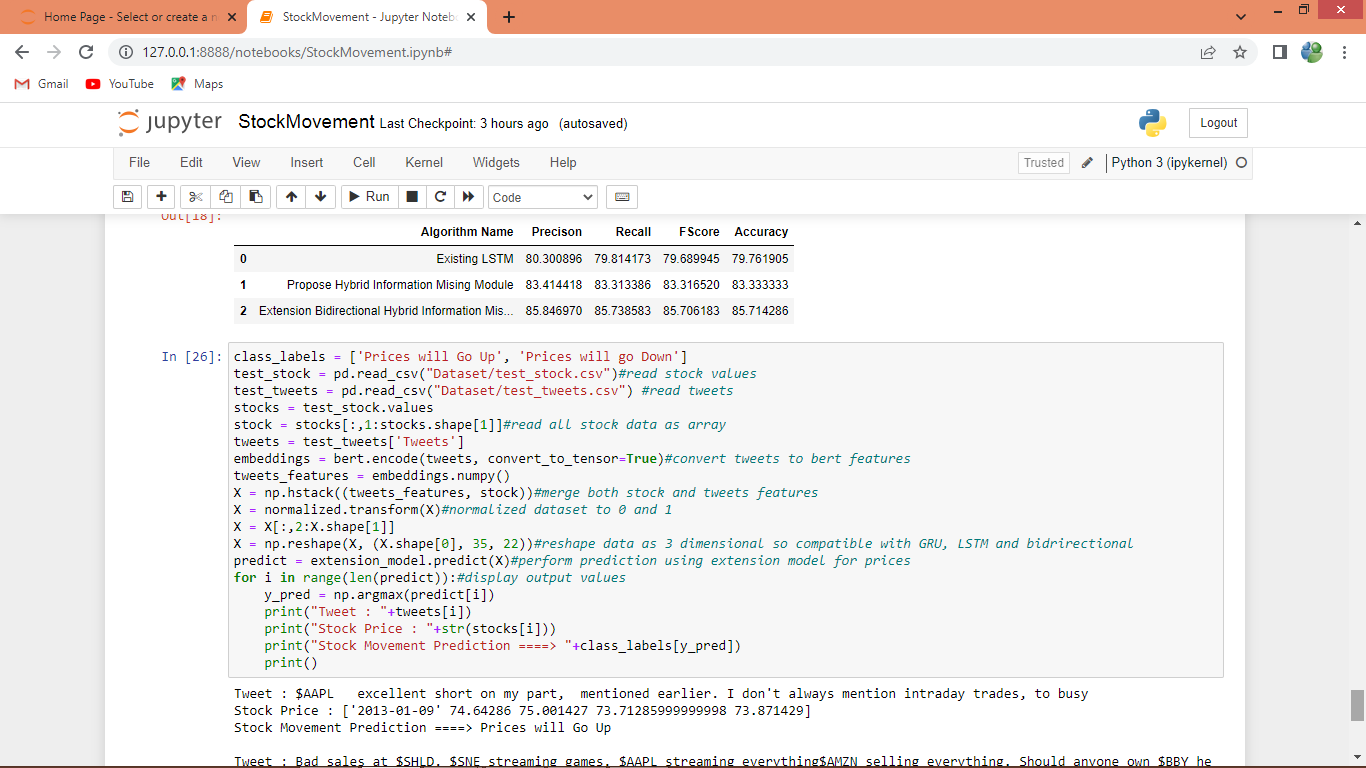 Home Page - Select or create a n
StockMovement - Jupyter Noteb
127.0.0.1:8888/notebooks/StockMovement.ipynb#
Gmail YouTube Maps
jupyter StockMovement Last Checkpoint: 3 hours ago (autosaved)
Logout
File Edit View Insert Cell Kernel Widgets Help
Trusted Python 3 (ipykernel)
Run Code
Out[18]:
Algorithm Name Precison Recall FScore Accuracy
0 Existing LSTM 80.300896 79.814173 79.689945 79.761905
1 Propose Hybrid Information Mising Module 83.414418 83.313386 83.316520 83.333333
2 Extension Bidirectional Hybrid Information Mis... 85.846970 85.738583 85.706183 85.714286
In [26]: class_labels = ['Prices will Go Up', 'Prices will go Down']
test_stock = pd.read_csv("Dataset/test_stock.csv")#read stock values
test_tweets = pd.read_csv("Dataset/test_tweets.csv") #read tweets
stocks = test_stock.values
stock = stocks[:,1:stocks.shape[1]]#read all stock data as array
tweets = test_tweets['Tweets']
embeddings = bert.encode(tweets, convert_to_tensor=True)#convert tweets to bert features
tweets_features = embeddings.numpy()
X = np.hstack((tweets_features, stock))#merge both stock and tweets features
X = normalized.transform(X)#normalized dataset to 0 and 1
X = X[:,2:X.shape[1]]
X = np.reshape(X, (X.shape[0], 35, 22))#reshape data as 3 dimensional so compatible with GRU, LSTM and bidrirectional
predict = extension_model.predict(X)#perform prediction using extension model for prices
for i in range(len(predict)):#display output values
    y_pred = np.argmax(predict[i])
    print("Tweet : "+tweets[i])
    print("Stock Price : "+str(stocks[i]))
    print("Stock Movement Prediction ====> "+class_labels[y_pred])
    print()
Tweet : $AAPL   excellent short on my part,  mentioned earlier. I don't always mention intraday trades, to busy
Stock Price : ['2013-01-09' 74.64286 75.001427 73.71285999999998 73.871429]
Stock Movement Prediction ====> Prices will Go Up
Tweet : Bad sales at $SHLD. $SNE streaming games. $AAPL streaming everything$AMZN selling everything. Should anyone own $BBY he